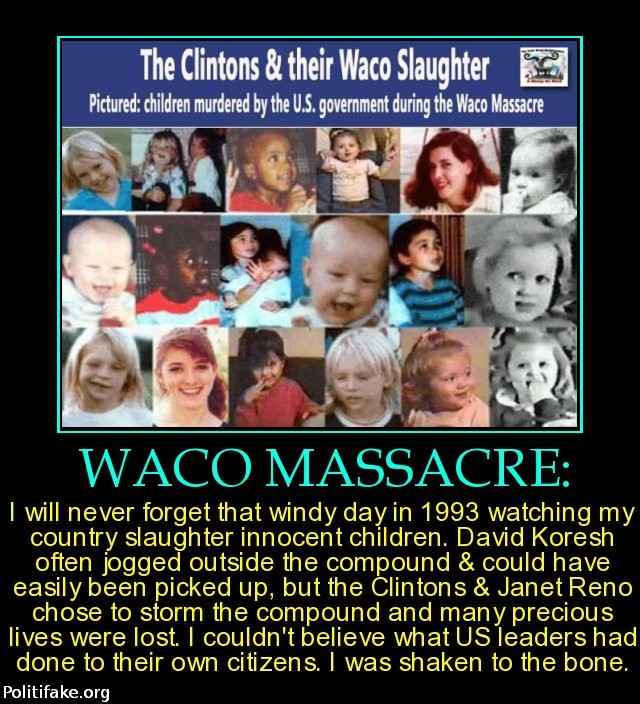 The Clintons & their Waco Slaughter
Pictured: children murdered by the U.S. government during the Waco Massacre
WACO MASSACRE:
I will never forget that windy day in 1993 watching my
country slaughter innocent children. David Koresh
often jogged outside the compound & could have
easily been picked up, but the Clintons & Janet Reno
chose to storm the compound and many precious
lives were lost. I couldn't believe what US leaders had
done to their own citizens. I was shaken to the bone.
Politifake.org